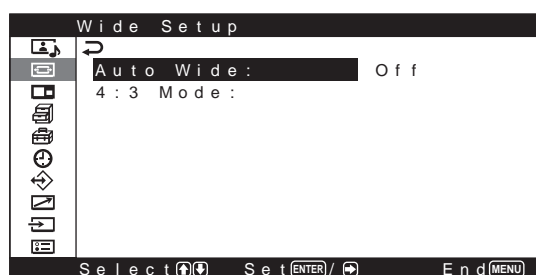 Wide Setup
Auto Wide: Off
4:3 Mode:
Select Set ENTER / End MENU